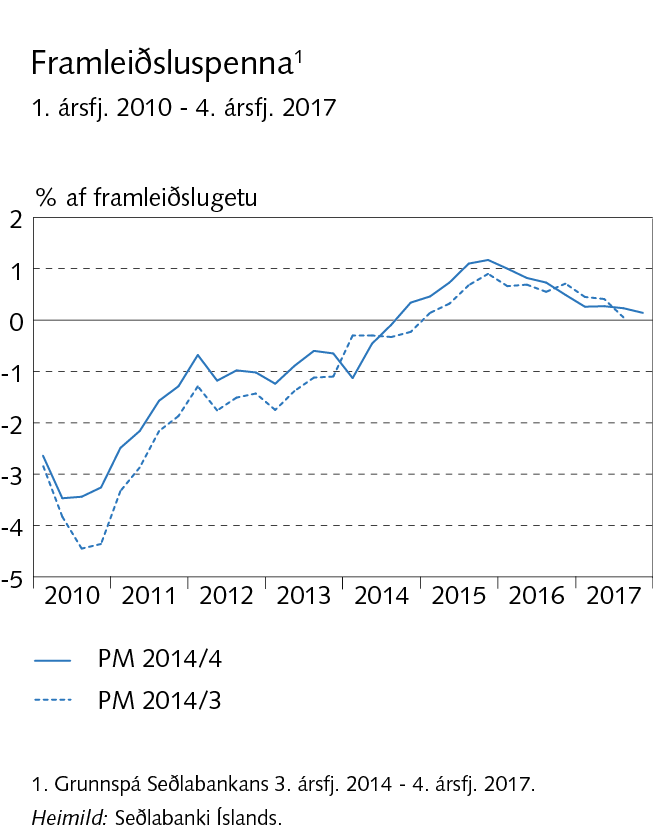 Framleiðsluspenna¹
1. ársfj. 2010 - 4. ársfj. 2017
% af framleiðslugetu
2
1
0
-1
-2
-3
-4
-5
2010 2011 2012 2013 2014 2015 2016 2017
PM 2014/4
PM 2014/3
1. Grunnspá Seðlabankans 3. ársfj. 2014 - 4. ársfj. 2017.
Heimild: Seðlabanki Íslands.